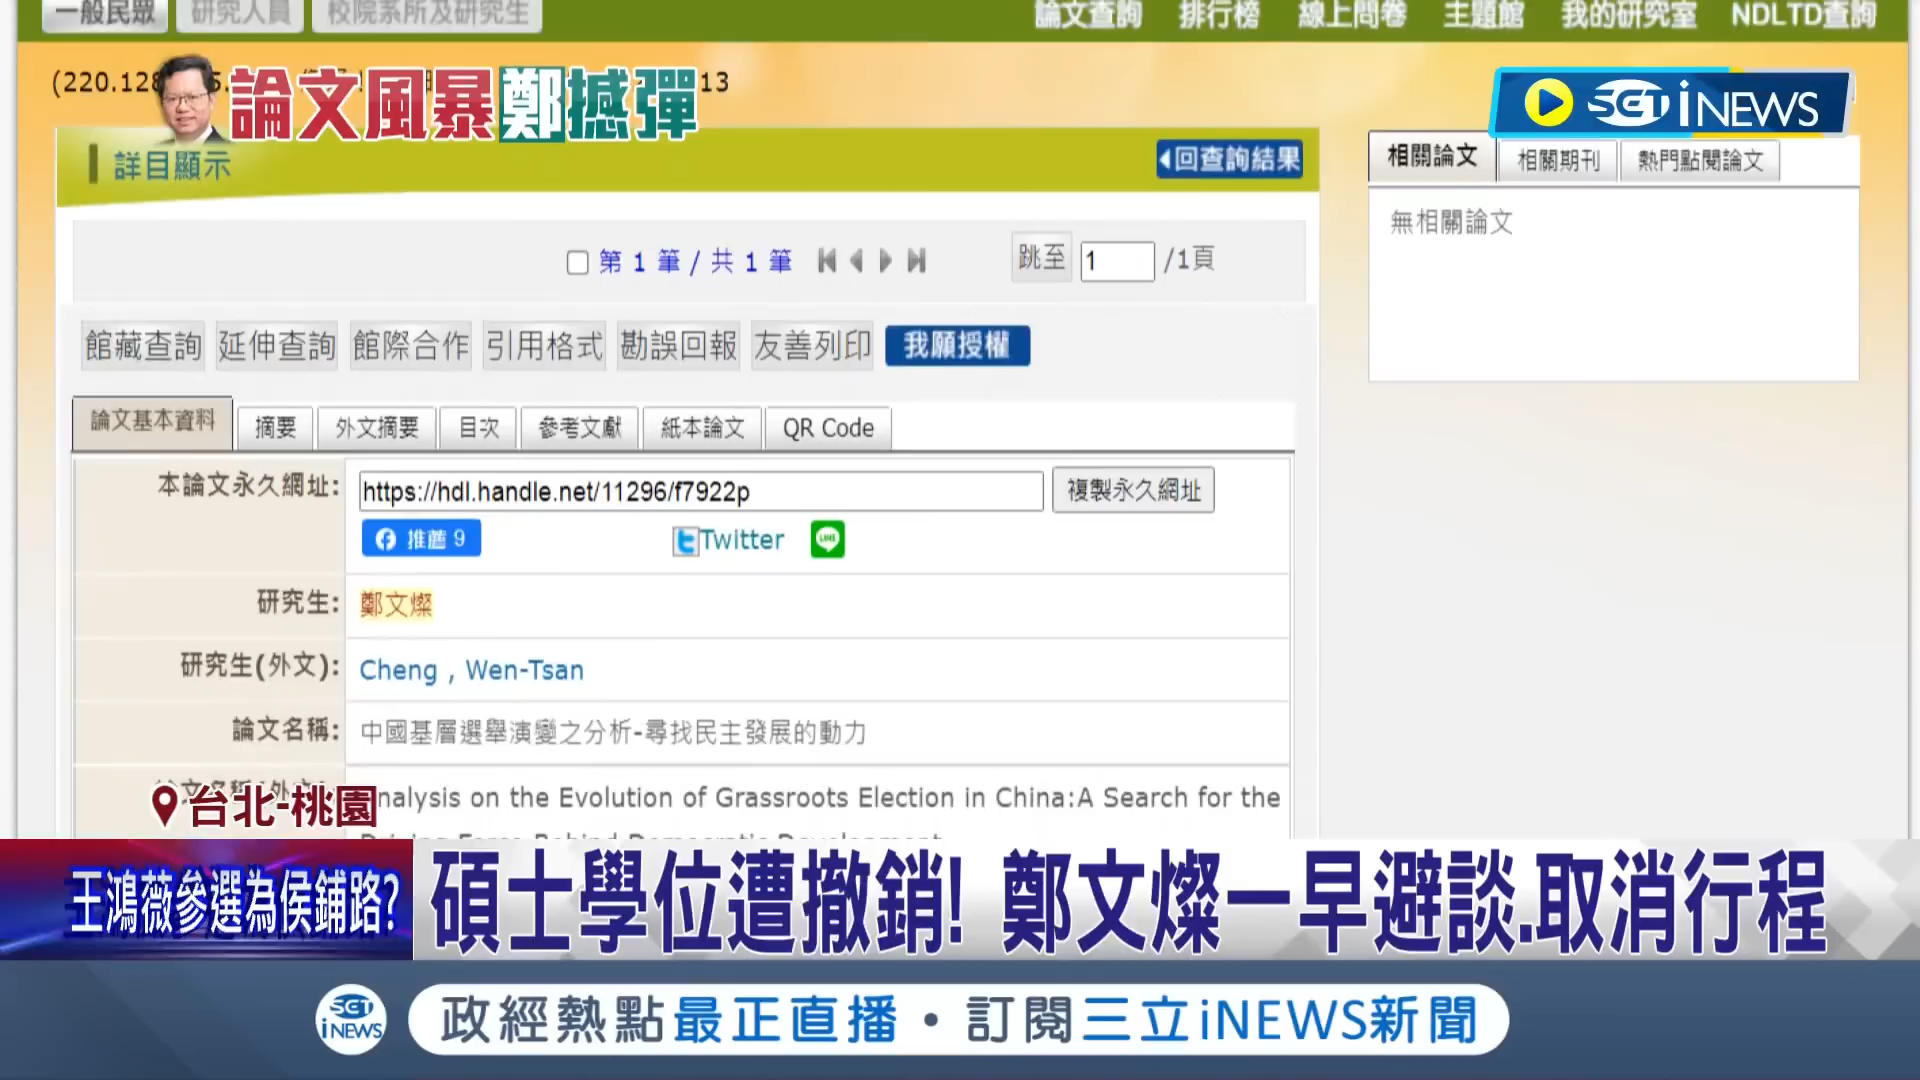 一般民眾 研究人員 校院系所及研究生 論文查詢 排行榜 線上問卷 主題館 我的研究室 NDLTD查詢
(220.128 13
論文風暴鄭撼彈
SET iNEWS
詳目顯示 回查詢結果
相關論文 相關期刊 熱門點閱論文
無相關論文
第 1 筆 / 共 1 筆 跳至 1 /1頁
館藏查詢 延伸查詢 館際合作 引用格式 勘誤回報 友善列印 我願授權
論文基本資料 摘要 外文摘要 目次 參考文獻 紙本論文 QR Code
本論文永久網址: https://hdl.handle.net/11296/f7922p 複製永久網址
推薦 9 Twitter LINE
研究生: 鄭文燦
研究生(外文): Cheng , Wen-Tsan
論文名稱: 中國基層選舉演變之分析-尋找民主發展的動力
nalysis on the Evolution of Grassroots Election in China:A Search for the
台北-桃園
王鴻薇參選為侯鋪路?
碩士學位遭撤銷! 鄭文燦一早避談.取消行程
SET iNEWS 政經熱點最正直播・訂閱三立iNEWS新聞